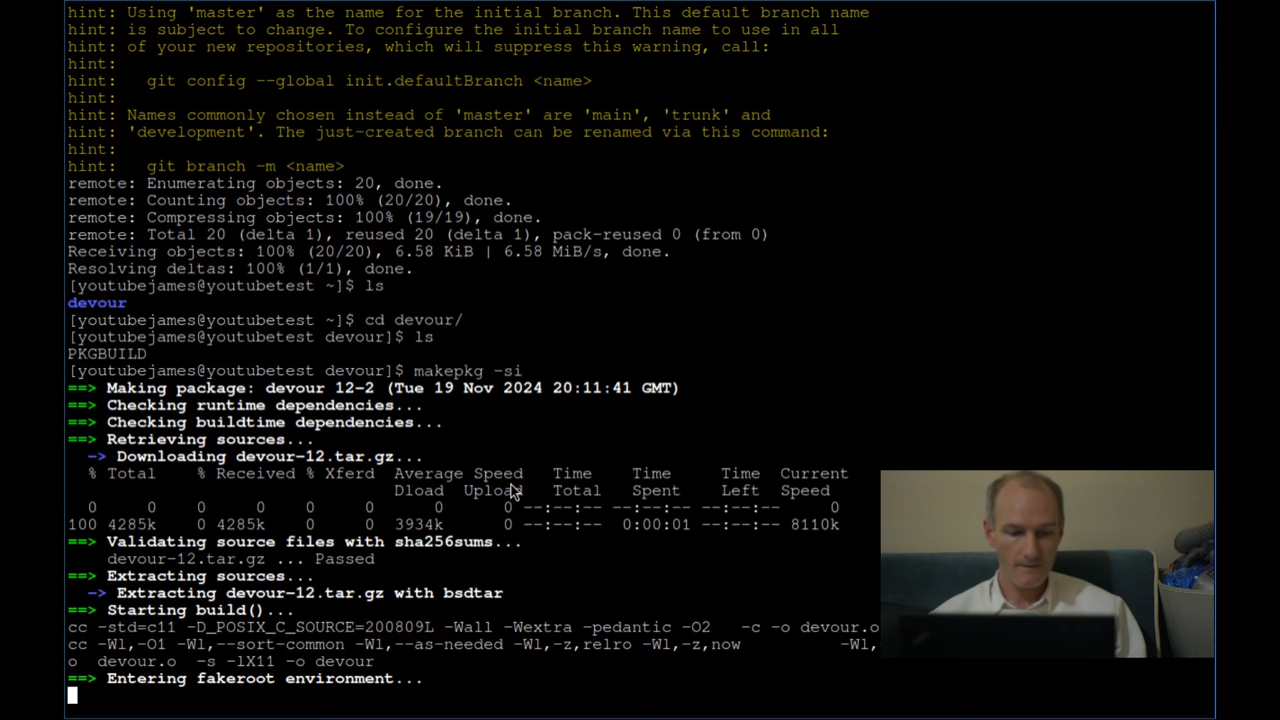 hint: Using 'master' as the name for the initial branch. This default branch name
hint: is subject to change. To configure the initial branch name to use in all
hint: of your new repositories, which will suppress this warning, call:
hint:
hint:   git config --global init.defaultBranch <name>
hint:
hint: Names commonly chosen instead of 'master' are 'main', 'trunk' and
hint: 'development'. The just-created branch can be renamed via this command:
hint:
hint:   git branch -m <name>
remote: Enumerating objects: 20, done.
remote: Counting objects: 100% (20/20), done.
remote: Compressing objects: 100% (19/19), done.
remote: Total 20 (delta 1), reused 20 (delta 1), pack-reused 0 (from 0)
Receiving objects: 100% (20/20), 6.58 KiB | 6.58 MiB/s, done.
Resolving deltas: 100% (1/1), done.
[youtubejames@youtubetest ~]$ ls
devour
[youtubejames@youtubetest ~]$ cd devour/
[youtubejames@youtubetest devour]$ ls
PKGBUILD
[youtubejames@youtubetest devour]$ makepkg -si
==> Making package: devour 12-2 (Tue 19 Nov 2024 20:11:41 GMT)
==> Checking runtime dependencies...
==> Checking buildtime dependencies...
==> Retrieving sources...
  -> Downloading devour-12.tar.gz...
  % Total    % Received % Xferd  Average Speed   Time    Time     Time  Current
                                 Dload  Upload   Total   Spent    Left  Speed
  0     0    0     0    0     0      0      0 --:--:-- --:--:-- --:--:--     0
100 4285k    0 4285k    0     0  3934k      0 --:--:--  0:00:01 --:--:-- 8110k
==> Validating source files with sha256sums...
    devour-12.tar.gz ... Passed
==> Extracting sources...
  -> Extracting devour-12.tar.gz with bsdtar
==> Starting build()...
cc -std=c11 -D_POSIX_C_SOURCE=200809L -Wall -Wextra -pedantic -O2   -c -o devour.o
cc -Wl,-O1 -Wl,--sort-common -Wl,--as-needed -Wl,-z,relro -Wl,-z,now          -Wl,
o  devour.o  -s -lX11 -o devour
==> Entering fakeroot environment...